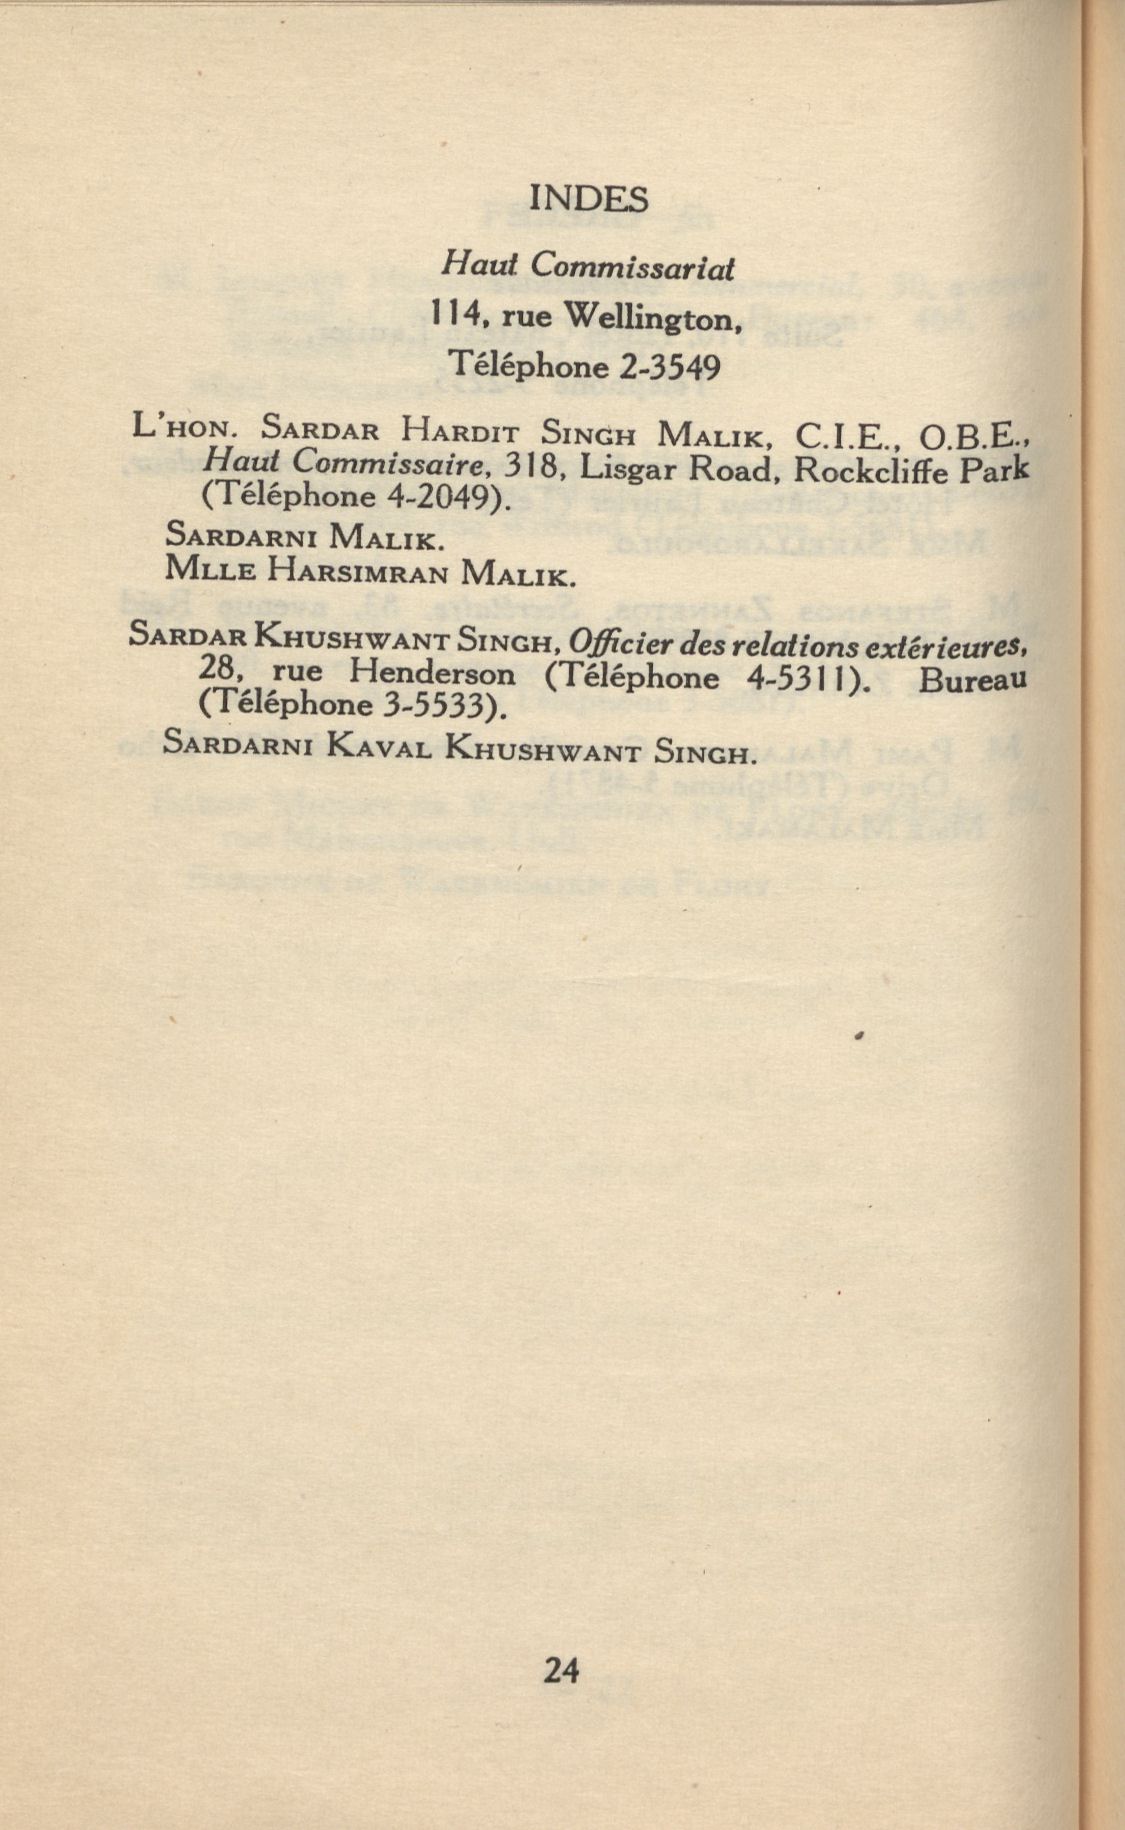 INDES
Haut Commissariat
114, rue Wellington,
Téléphone 2-3549
L'HON. SARDAR HARDIT SINGH MALIK, C.I.E., O.B.E.,
Haut Commissaire, 318, Lisgar Road, Rockcliffe Park
(Téléphone 4-2049).
SARDARNI MALIK.
MLLE HARSIMRAN MALIK.
SARDAR KHUSHWANT SINGH, Officier des relations extérieures,
28, rue Henderson (Téléphone 4-5311). Bureau
(Téléphone 3-5533).
SARDARNI KAVAL KHUSHWANT SINGH.
24